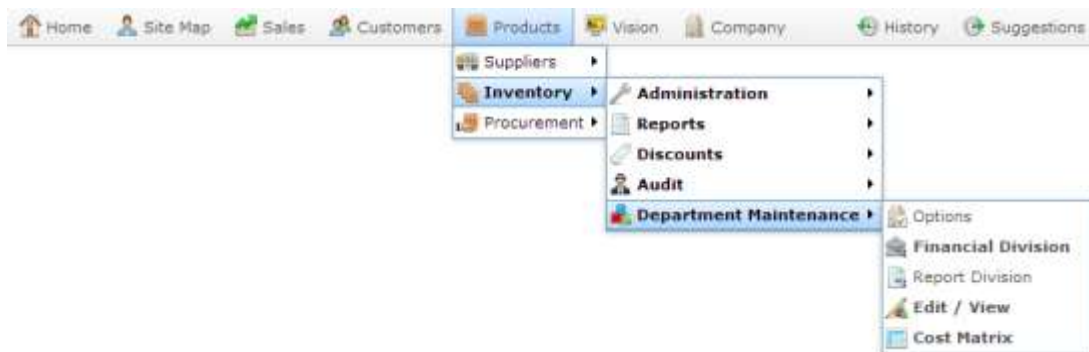 Home Site Map Sales Customers Products Vision Company History Suggestions
Suppliers
Inventory
Procurement
Administration
Reports
Discounts
Audit
Department Maintenance
Options
Financial Division
Report Division
Edit / View
Cost Matrix